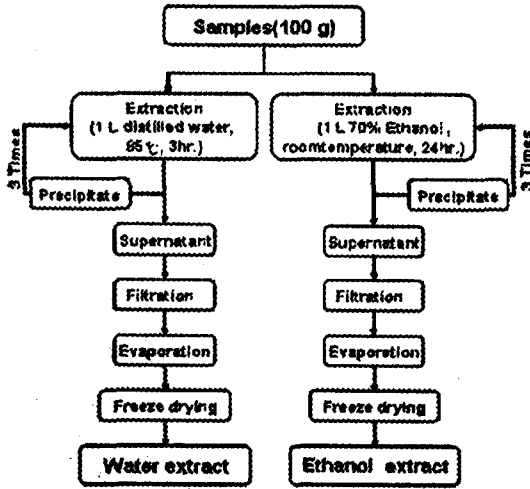 Samples(100 g)
Extraction
(1 L distilled water,
85℃, 3hr.)
3 Times
Precipitate
Supernatant
Filtration
Evaporation
Freeze drying
Water extract
Extraction
(1 L 70% Ethanol,
roomtemperature, 24hr.)
3 Times
Precipitate
Supernatant
Filtration
Evaporation
Freeze drying
Ethanol extract